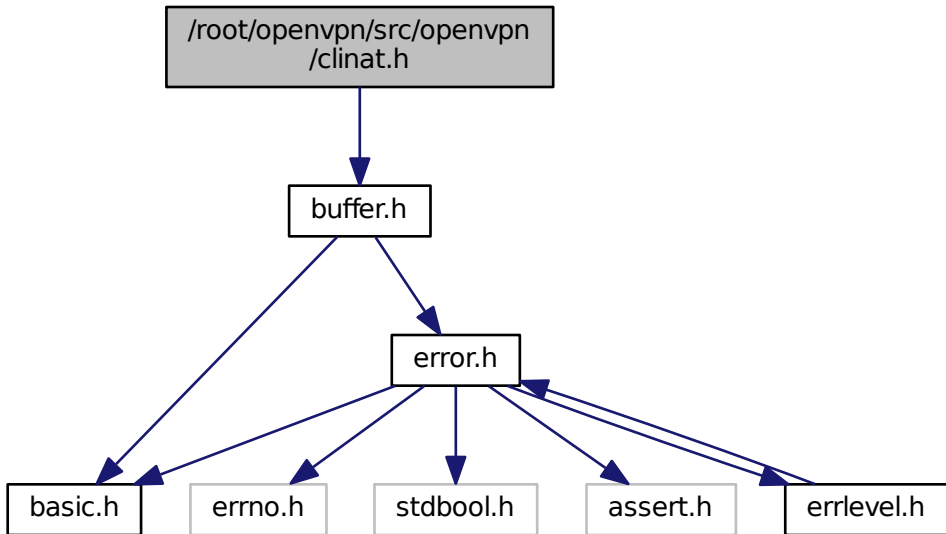 /root/openvpn/src/openvpn
/clinat.h
buffer.h
error.h
basic.h
errno.h
stdbool.h
assert.h
errlevel.h